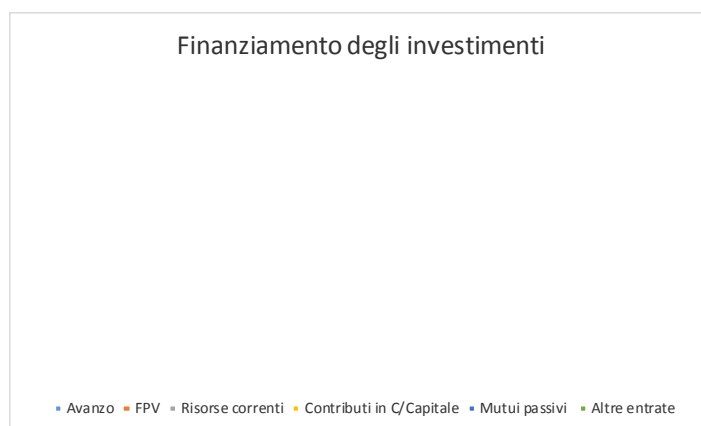 Finanziamento degli investimenti
Avanzo FPV Risorse correnti Contributi in C/Capitale Mutui passivi Altre entrate